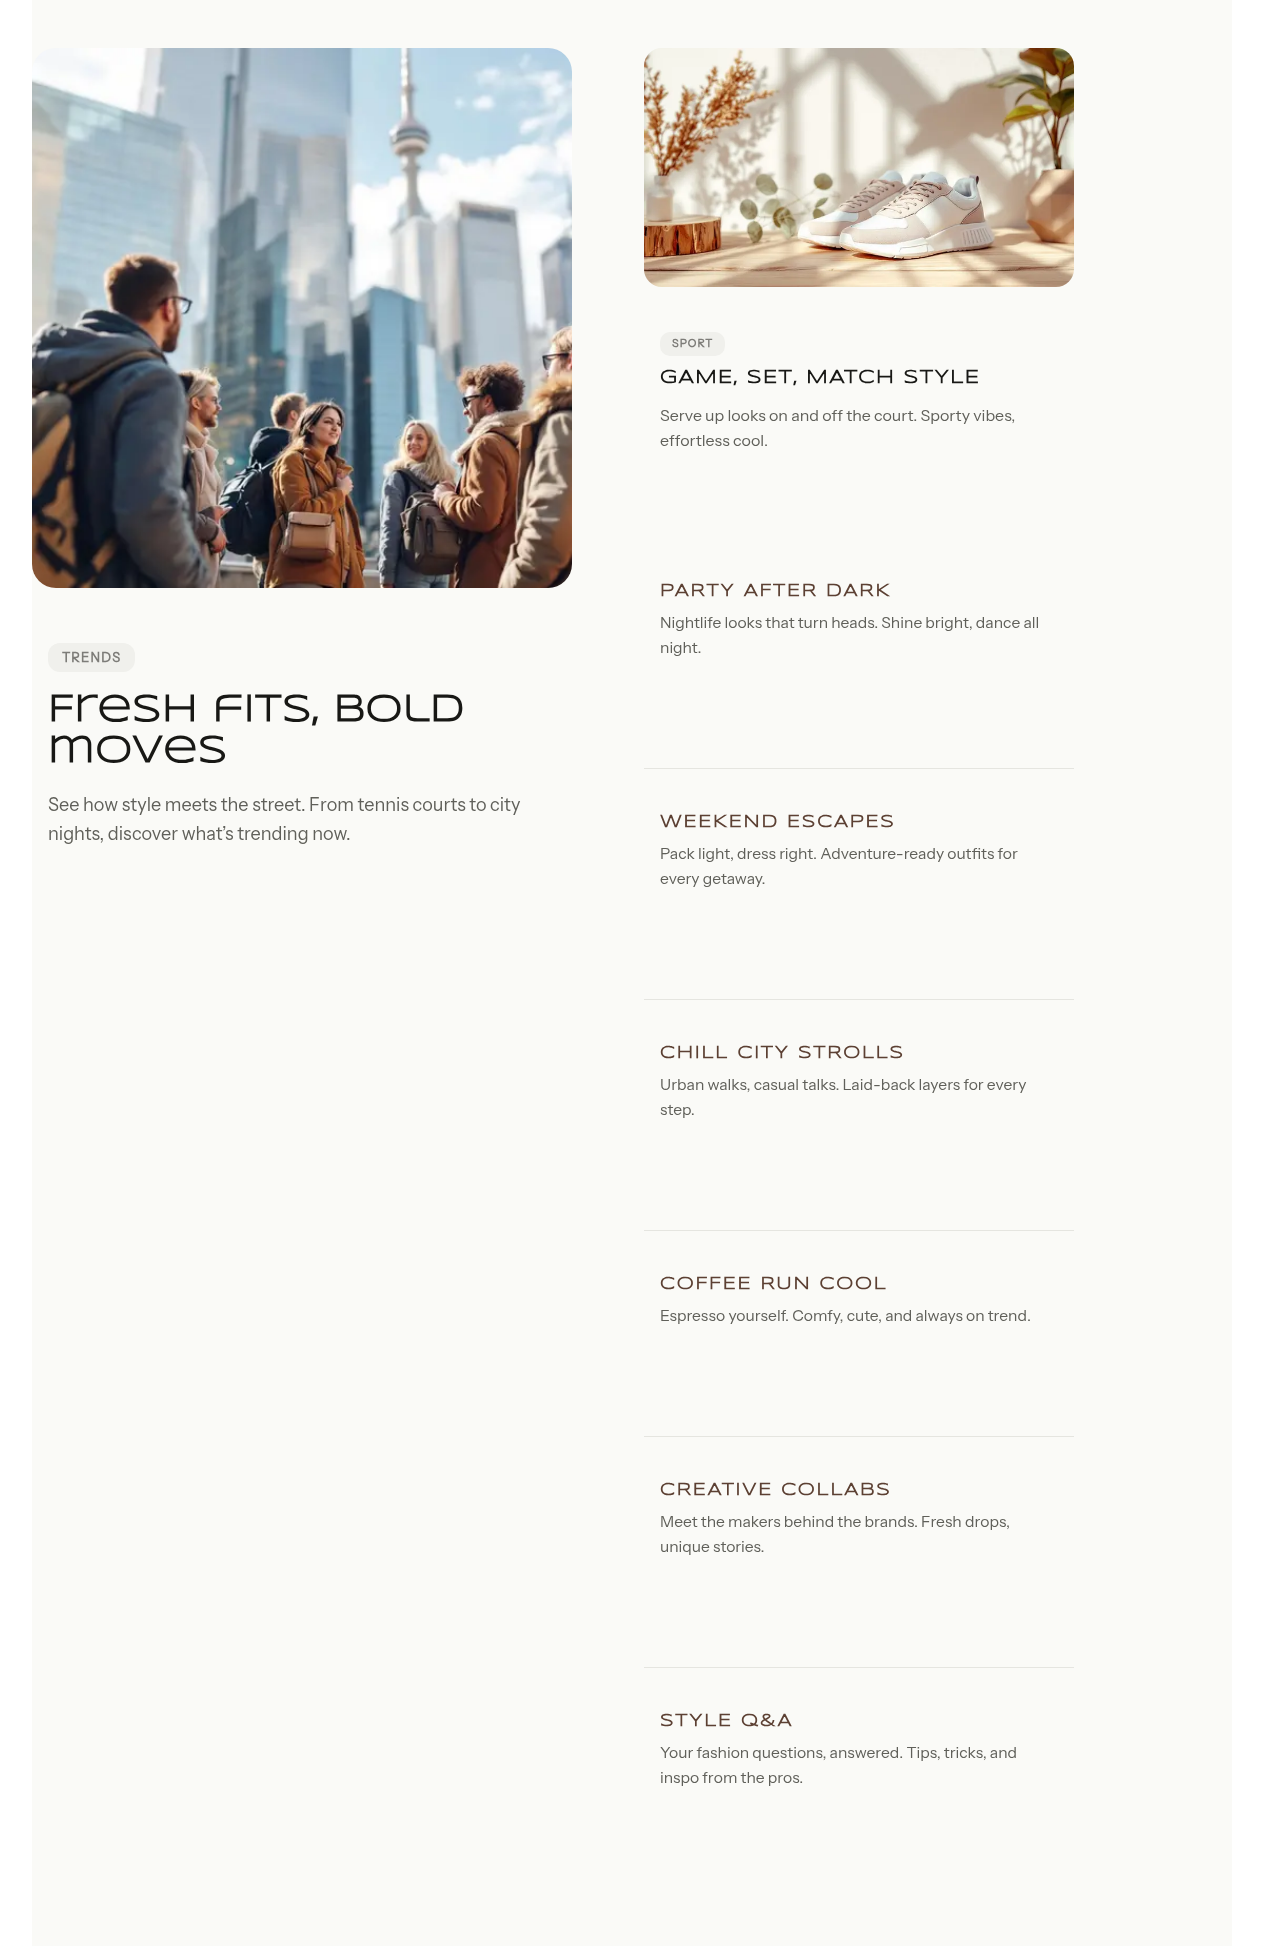 TRENDS
Fresh Fits, Bold
Moves
See how style meets the street. From tennis courts to city
nights, discover what’s trending now.
SPORT
GAME, SET, MATCH STYLE
Serve up looks on and off the court. Sporty vibes,
effortless cool.
PARTY AFTER DARK
Nightlife looks that turn heads. Shine bright, dance all
night.
WEEKEND ESCAPES
Pack light, dress right. Adventure-ready outfits for
every getaway.
CHILL CITY STROLLS
Urban walks, casual talks. Laid-back layers for every
step.
COFFEE RUN COOL
Espresso yourself. Comfy, cute, and always on trend.
CREATIVE COLLABS
Meet the makers behind the brands. Fresh drops,
unique stories.
STYLE Q&A
Your fashion questions, answered. Tips, tricks, and
inspo from the pros.